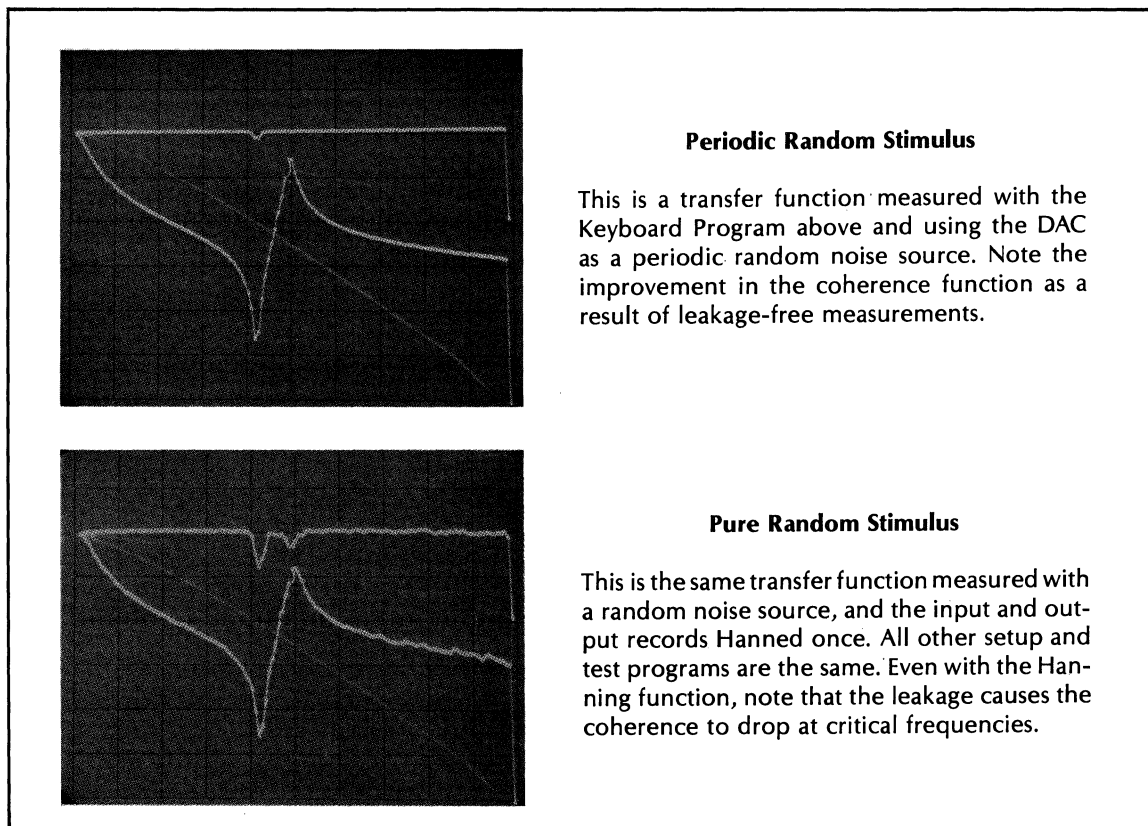 Periodic Random Stimulus
This is a transfer function measured with the
Keyboard Program above and using the DAC
as a periodic random noise source. Note the
improvement in the coherence function as a
result of leakage-free measurements.
Pure Random Stimulus
This is the same transfer function measured with
a random noise source, and the input and out-
put records Hanned once. All other setup and
test programs are the same. Even with the Han-
ning function, note that the leakage causes the
coherence to drop at critical frequencies.